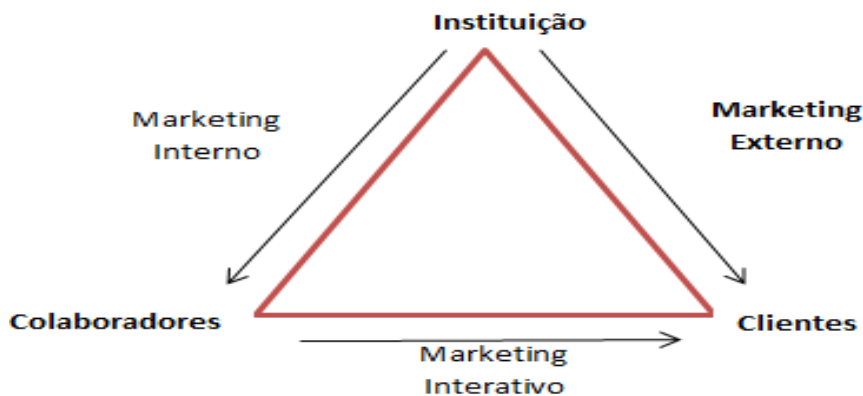 Instituição
Marketing
Interno
Marketing
Externo
Colaboradores
Clientes
Marketing
Interativo